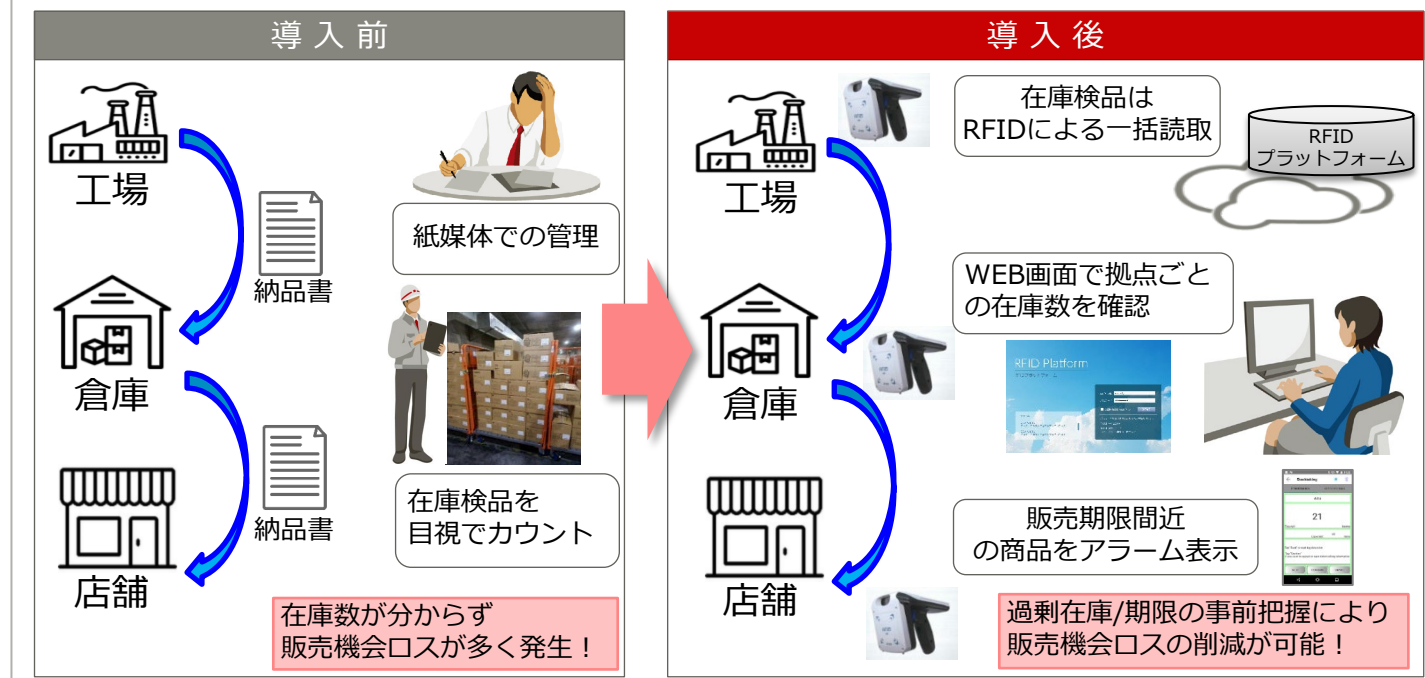 導入前
工場
納品書
紙媒体での管理
倉庫
納品書
在庫検品を
目視でカウント
店舗
在庫数が分からず
販売機会ロスが多く発生！
導入後
在庫検品は
RFIDによる一括読取
RFID
プラットフォーム
工場
WEB画面で拠点ごと
の在庫数を確認
RFID Platform
倉庫
販売期限間近
の商品をアラーム表示
21
店舗
過剰在庫/期限の事前把握により
販売機会ロスの削減が可能！